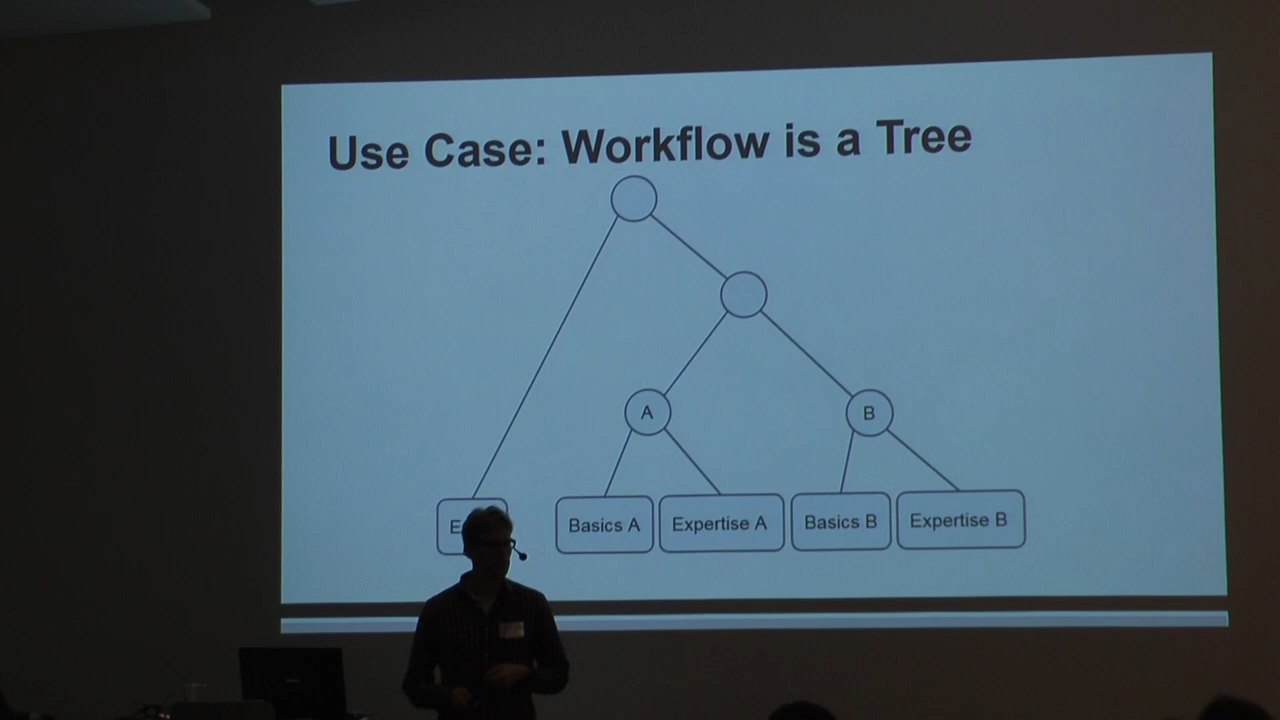 Use Case: Workflow is a Tree
A
B
Basics A
Expertise A
Basics B
Expertise B